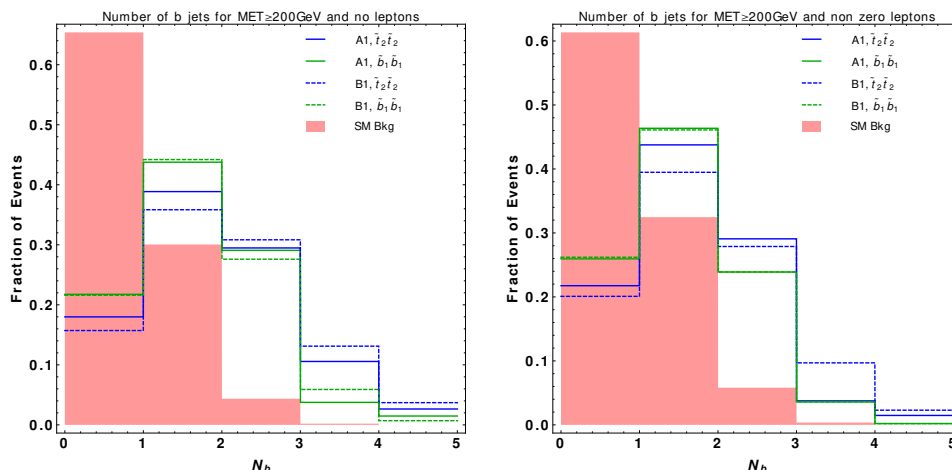 Number of b jets for MET≥200GeV and no leptons
A1, t̃₂t̃₂
A1, b̃₁b̃₁
B1, t̃₂t̃₂
B1, b̃₁b̃₁
SM Bkg
Fraction of Events
0.6
0.5
0.4
0.3
0.2
0.1
0.0
0 1 2 3 4 5
N_b
Number of b jets for MET≥200GeV and non zero leptons
A1, t̃₂t̃₂
A1, b̃₁b̃₁
B1, t̃₂t̃₂
B1, b̃₁b̃₁
SM Bkg
Fraction of Events
0.6
0.5
0.4
0.3
0.2
0.1
0.0
0 1 2 3 4 5
N_b